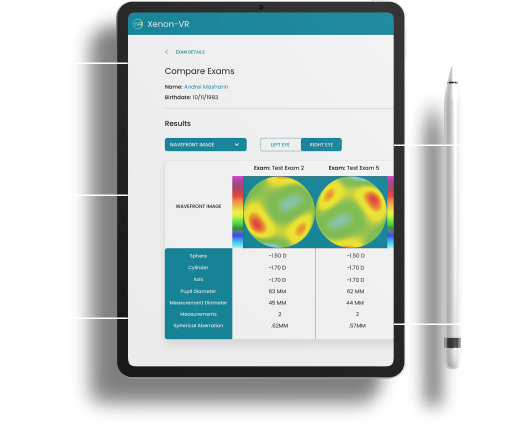 Xenon-VR
EXAM DETAILS
Compare Exams
Name: Andrei Masharin
Birthdate: 10/11/1983
Results
WAVEFRONT IMAGE
LEFT EYE
RIGHT EYE
Exam: Test Exam 2
Exam: Test Exam 5
WAVEFRONT IMAGE
Sphere -1.50 D -1.50 D
Cylinder -1.70 D -1.70 D
Axis -1.70 D -1.70 D
Pupil Diameter 63 MM 62 MM
Measurement Diameter 45 MM 44 MM
Measurements 2 2
Spherical Aberration .62MM .57MM